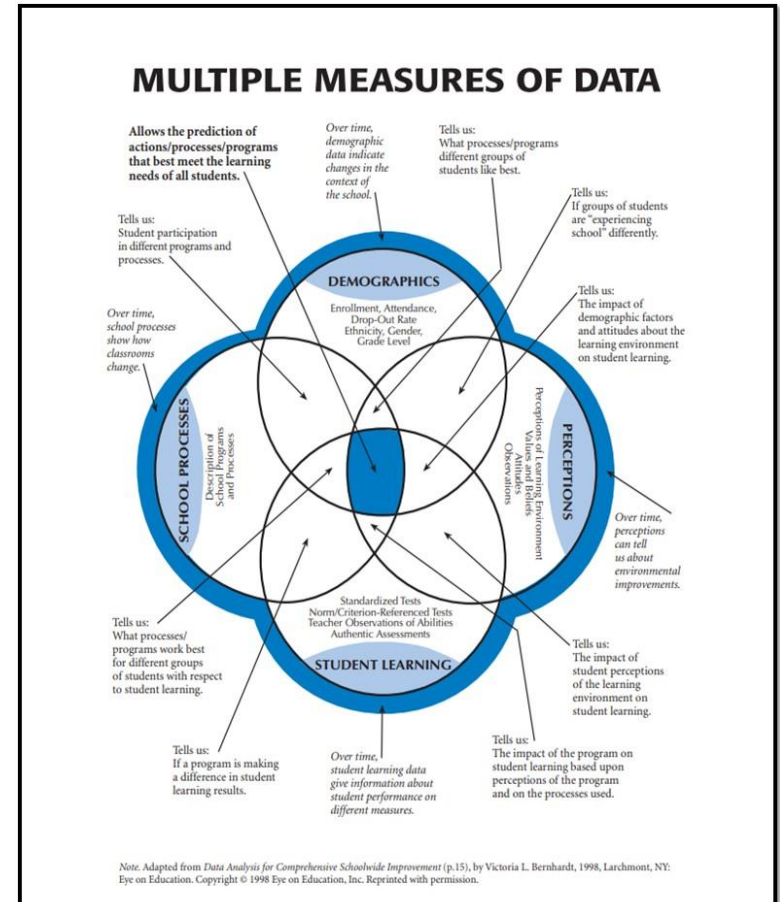 MULTIPLE MEASURES OF DATA
Allows the prediction of
actions/processes/programs
that best meet the learning
needs of all students.
Over time,
demographic
data indicate
changes in the
context of
the school.
Tells us:
What processes/programs
different groups of
students like best.
Tells us:
If groups of students
are "experiencing
school" differently.
Tells us:
Student participation
in different programs and
processes.
DEMOGRAPHICS
Enrollment, Attendance,
Drop-Out Rate
Ethnicity, Gender,
Grade Level
Tells us:
The impact of
demographic factors
and attitudes about the
learning environment
on student learning.
Over time,
school processes
show how
classrooms
change.
SCHOOL PROCESSES
Description of
School Programs
and Processes
PERCEPTIONS
Perceptions of Learning Environment
Values and Beliefs
Attitudes
Observations
Over time,
perceptions
can tell
us about
environmental
improvements.
Standardized Tests
Norm/Criterion-Referenced Tests
Teacher Observations of Abilities
Authentic Assessments
STUDENT LEARNING
Tells us:
What processes/
programs work best
for different groups
of students with respect
to student learning.
Tells us:
The impact of
student perceptions
of the learning
environment on
student learning.
Tells us:
If a program is making
a difference in student
learning results.
Over time,
student learning data
give information about
student performance on
different measures.
Tells us:
The impact of the program on
student learning based upon
perceptions of the program
and on the processes used.
Note. Adapted from Data Analysis for Comprehensive Schoolwide Improvement (p.15), by Victoria L. Bernhardt, 1998, Larchmont, NY:
Eye on Education. Copyright © 1998 Eye on Education, Inc. Reprinted with permission.